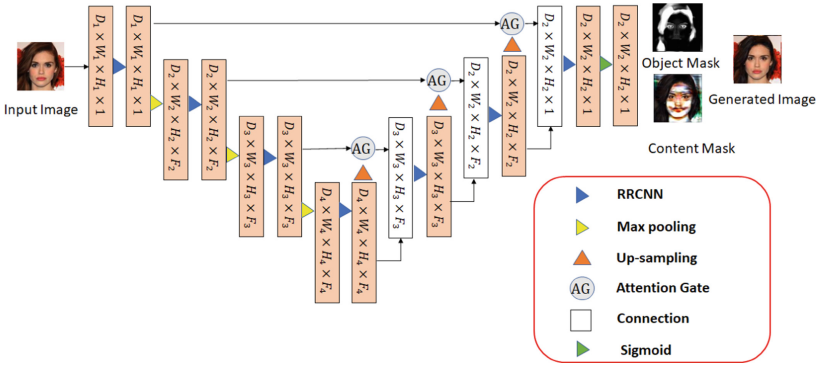 Input Image
D₁ × W₁ × H₁ × 1
D₁ × W₁ × H₁ × 1
D₂ × W₂ × H₂ × F₂
D₂ × W₂ × H₂ × F₂
D₃ × W₃ × H₃ × F₃
D₃ × W₃ × H₃ × F₃
D₄ × W₄ × H₄ × F₄
D₄ × W₄ × H₄ × F₄
AG
D₃ × W₃ × H₃ × F₃
D₃ × W₃ × H₃ × F₃
AG
D₂ × W₂ × H₂ × F₂
D₂ × W₂ × H₂ × F₂
AG
D₂ × W₂ × H₂ × 1
D₂ × W₂ × H₂ × 1
D₂ × W₂ × H₂ × 1
Object Mask
Generated Image
Content Mask
RRCNN
Max pooling
Up-sampling
AG
Attention Gate
Connection
Sigmoid